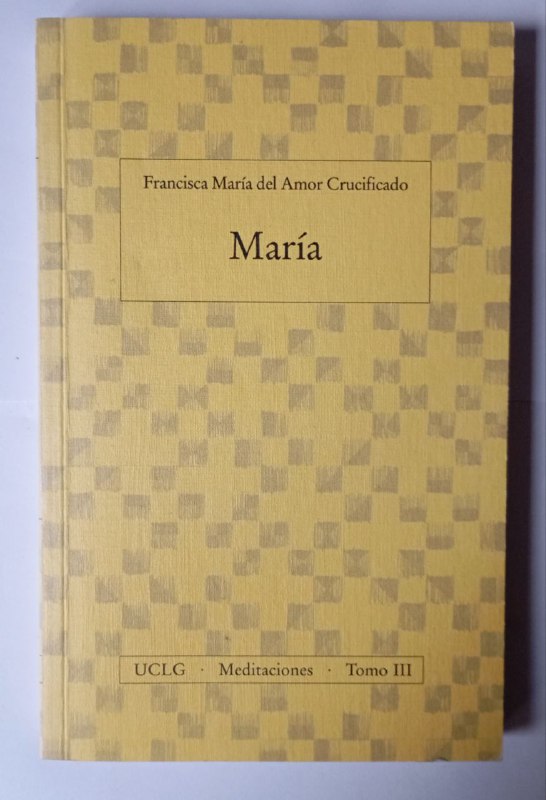 Francisca María del Amor Crucificado
María
UCLG · Meditaciones · Tomo III